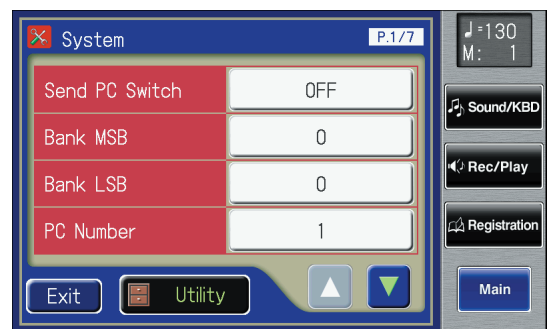 System
P.1/7
Send PC Switch OFF
Bank MSB 0
Bank LSB 0
PC Number 1
Exit
Utility
♩=130
M: 1
Sound/KBD
Rec/Play
Registration
Main